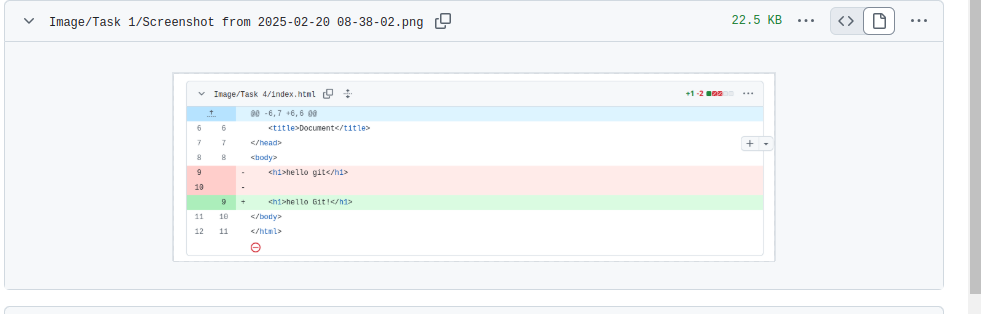 Image/Task 1/Screenshot from 2025-02-20 08-38-02.png 22.5 KB
Image/Task 4/index.html +1 -2
@@ -6,7 +6,6 @@
6 6 <title>Document</title>
7 7 </head>
8 8 <body>
9 - <h1>hello git</h1>
10 -
9 + <h1>hello Git!</h1>
11 10 </body>
12 11 </html>